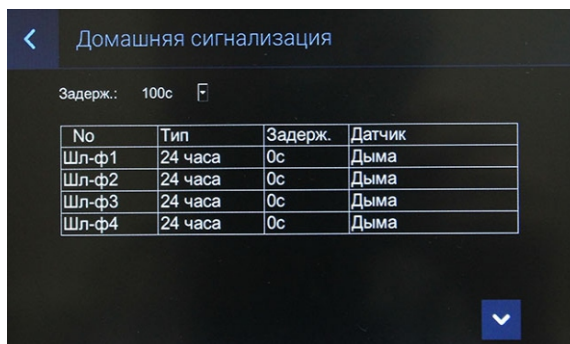 Домашняя сигнализация
Задерж.: 100с
No Тип Задерж. Датчик
Шл-ф1 24 часа 0с Дыма
Шл-ф2 24 часа 0с Дыма
Шл-ф3 24 часа 0с Дыма
Шл-ф4 24 часа 0с Дыма